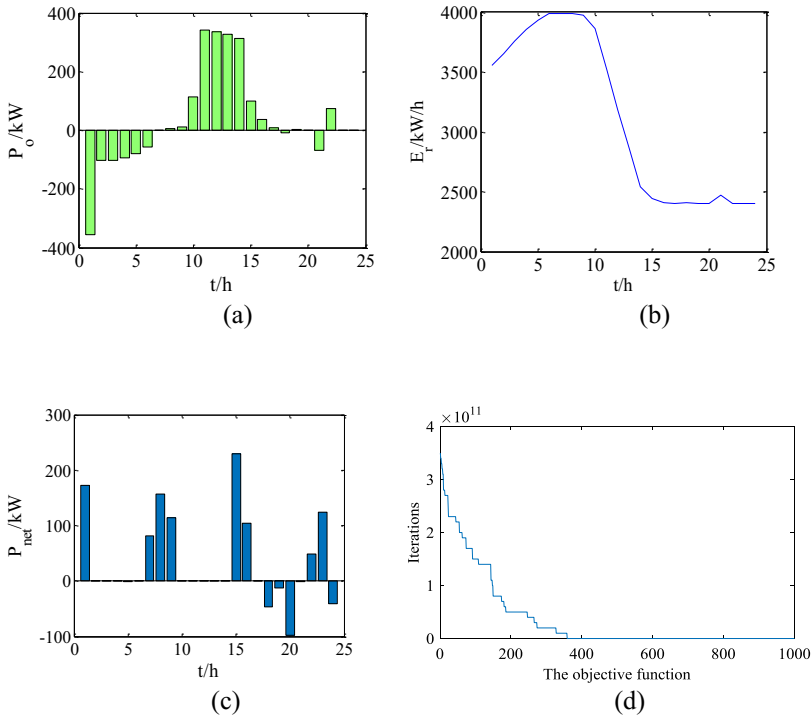 400
200
0
-200
-400
P_o/kW
0 5 10 15 20 25
t/h
(a)
4000
3500
3000
2500
2000
E_r/kW/h
0 5 10 15 20 25
t/h
(b)
300
200
100
0
-100
P_net/kW
0 5 10 15 20 25
t/h
(c)
×10^11
4
3
2
1
0
Iterations
0 200 400 600 800 1000
The objective function
(d)